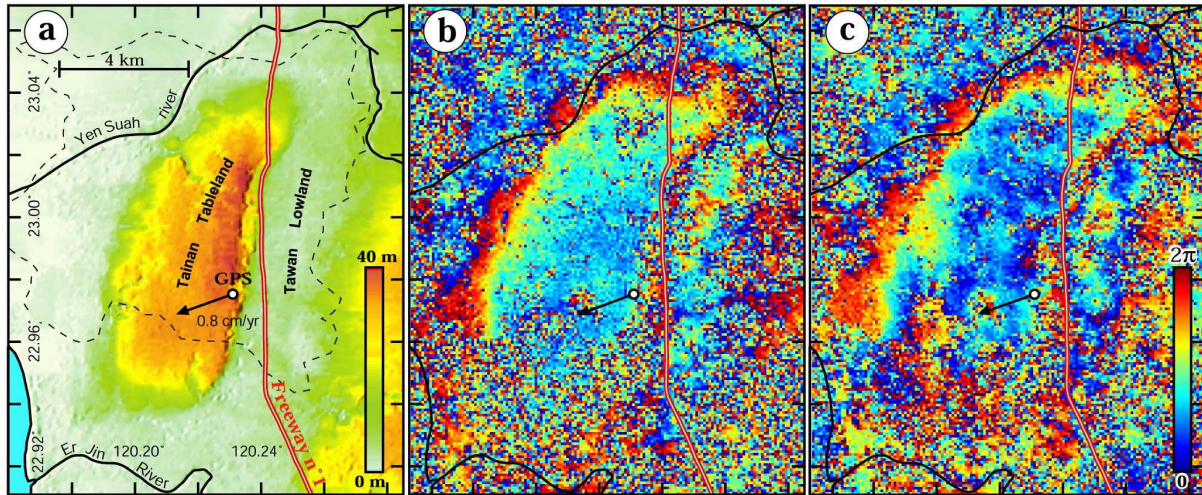 a
4 km
23.04°
Yen Suah river
Tainan Tableland
Tawan Lowland
23.00°
GPS
0.8 cm/yr
22.96°
40 m
0 m
Freeway n°1
22.92°
120.20°
120.24°
Er Jin River
b
c
2π
0